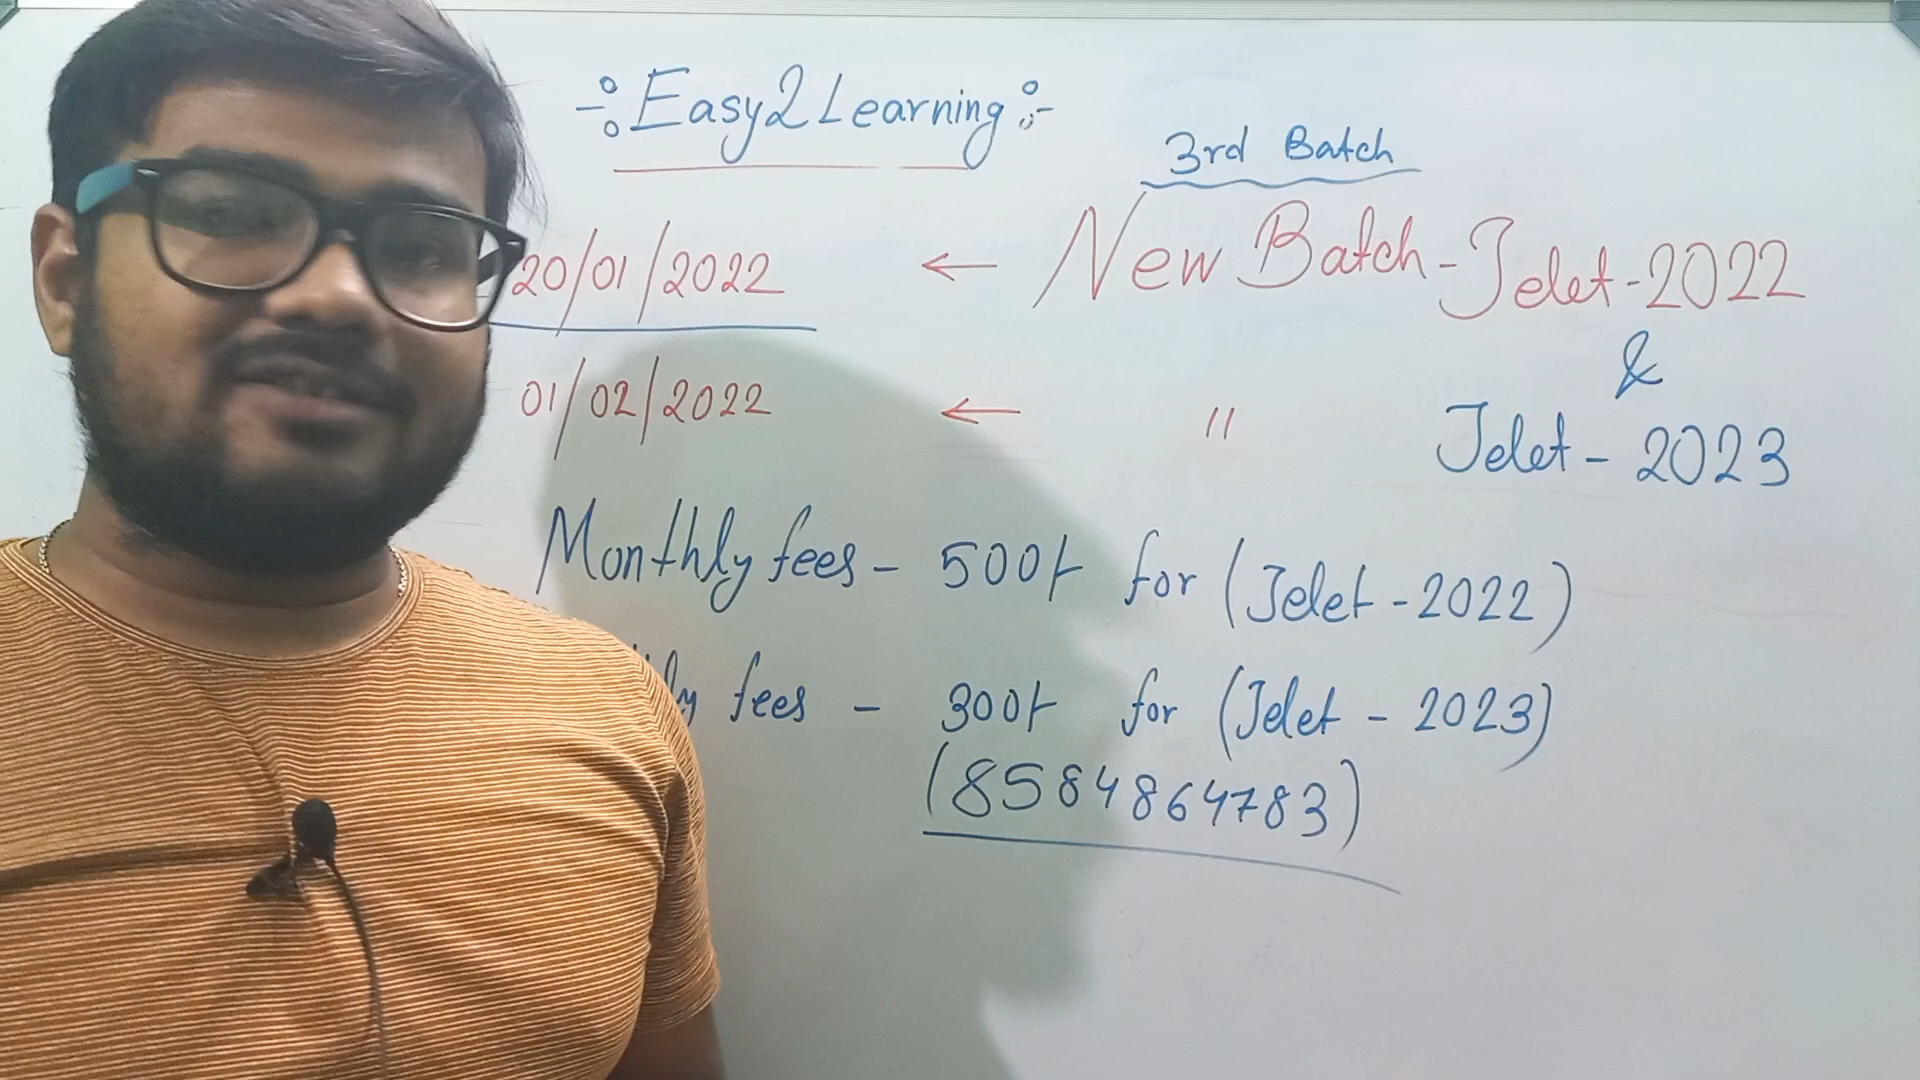 -:Easy2Learning:-
3rd Batch
20/01/2022 ← New Batch-Jelet-2022
&
01/02/2022 ← " Jelet - 2023
Monthly fees - 500/- for (Jelet - 2022)
fees - 300/- for (Jelet - 2023)
(8584864783)